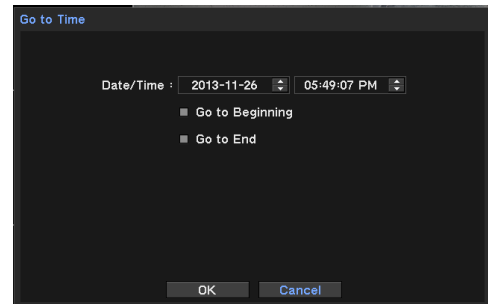 Go to Time
Date/Time : 2013-11-26 05:49:07 PM
Go to Beginning
Go to End
OK Cancel